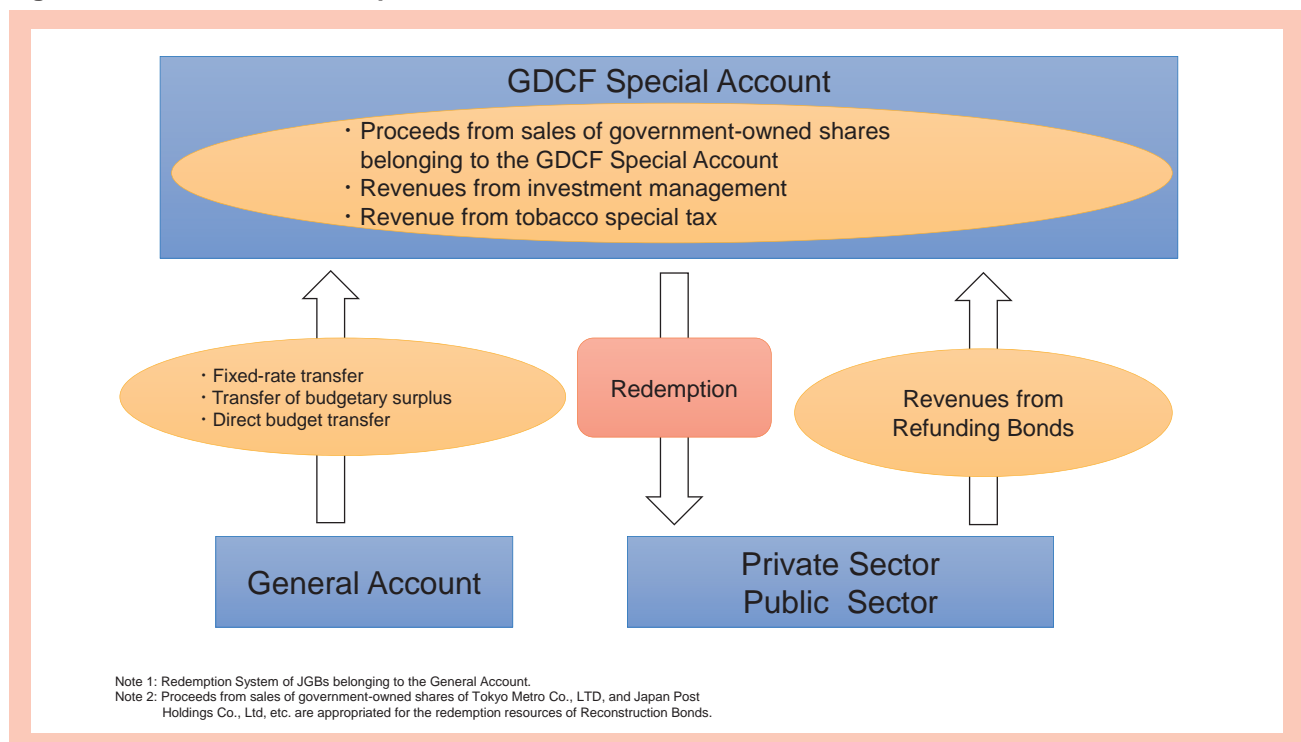 GDCF Special Account
・Proceeds from sales of government-owned shares
belonging to the GDCF Special Account
・Revenues from investment management
・Revenue from tobacco special tax
・Fixed-rate transfer
・Transfer of budgetary surplus
・Direct budget transfer
Redemption
Revenues from
Refunding Bonds
General Account
Private Sector
Public Sector
Note 1: Redemption System of JGBs belonging to the General Account.
Note 2: Proceeds from sales of government-owned shares of Tokyo Metro Co., LTD, and Japan Post
Holdings Co., Ltd, etc. are appropriated for the redemption resources of Reconstruction Bonds.